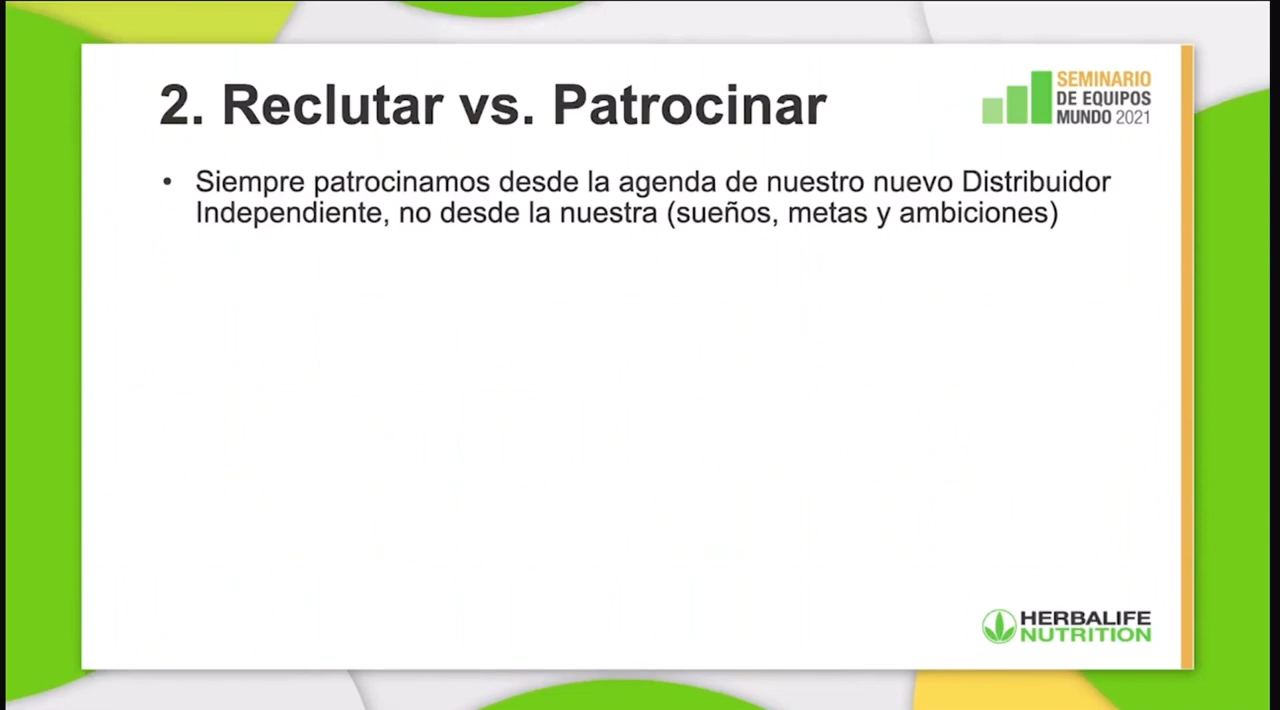 2. Reclutar vs. Patrocinar
SEMINARIO
DE EQUIPOS
MUNDO 2021
• Siempre patrocinamos desde la agenda de nuestro nuevo Distribuidor
Independiente, no desde la nuestra (sueños, metas y ambiciones)
HERBALIFE
NUTRITION